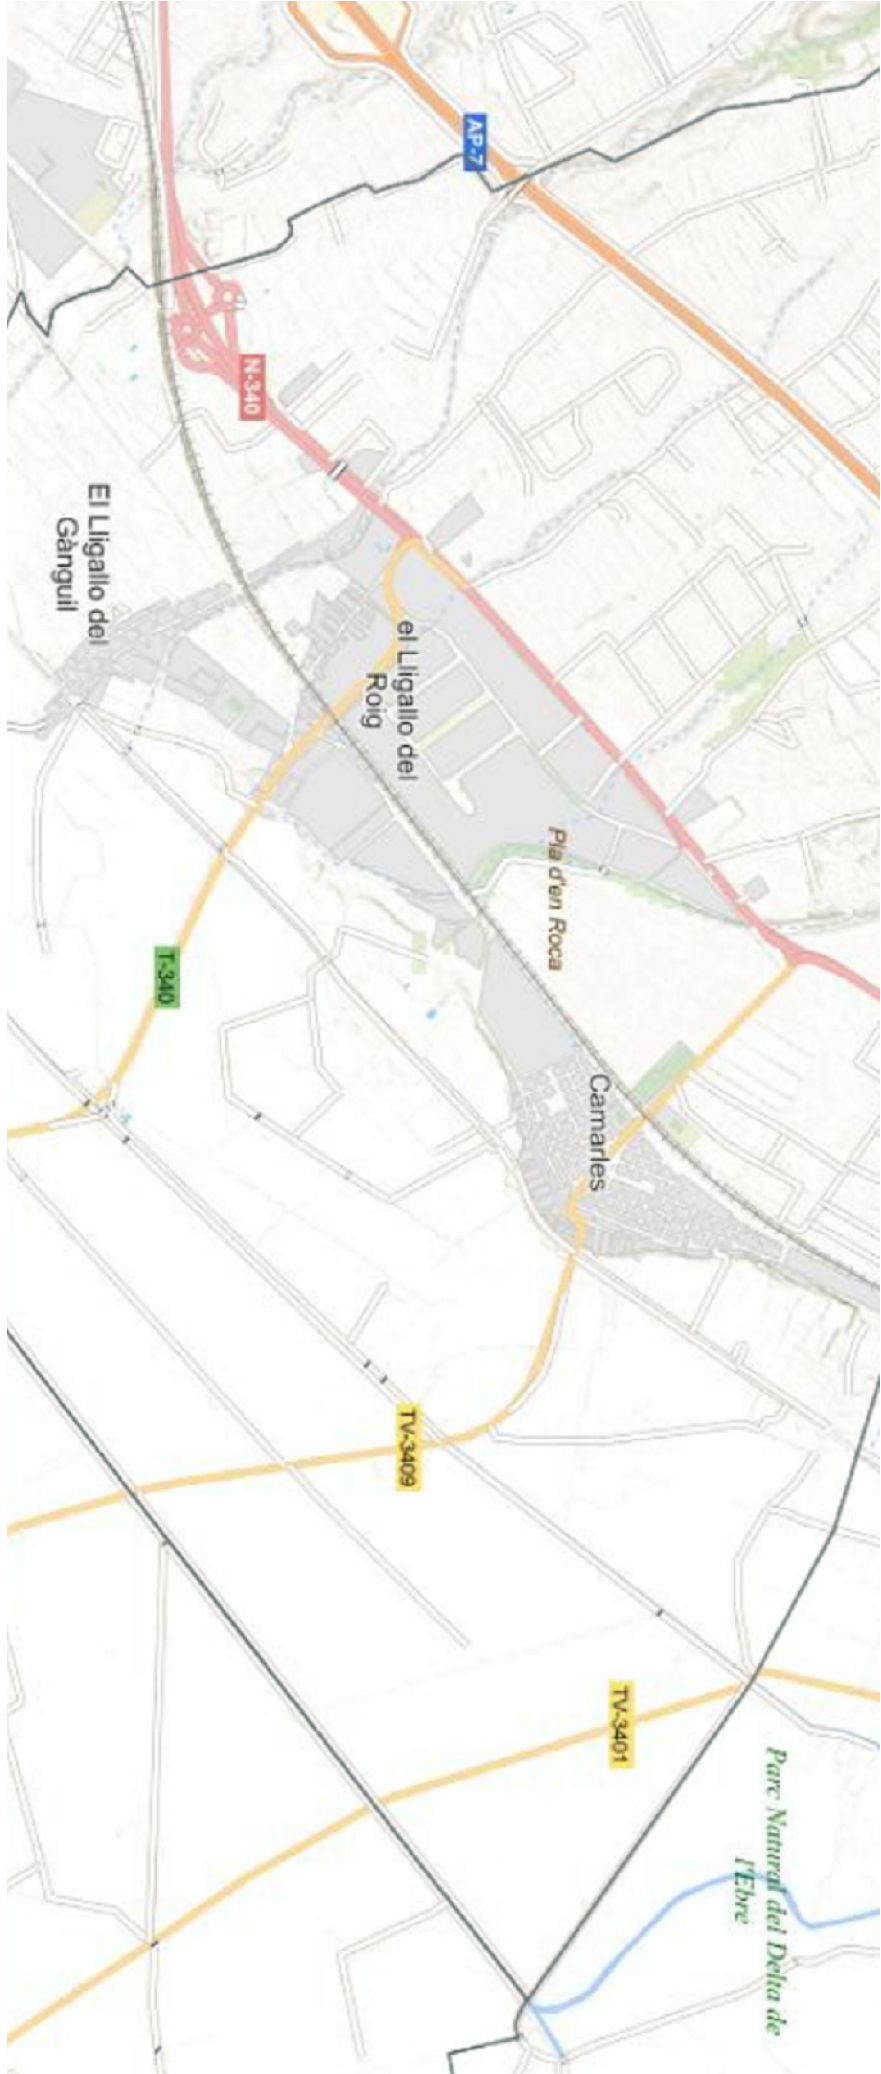 AP-7
N-340
El Lligallo del
Gànguil
el Lligallo del
Roig
Pla d'en Roca
T-340
Camarles
TV-3409
TV-3401
Parc Natural del Delta de
l'Ebre